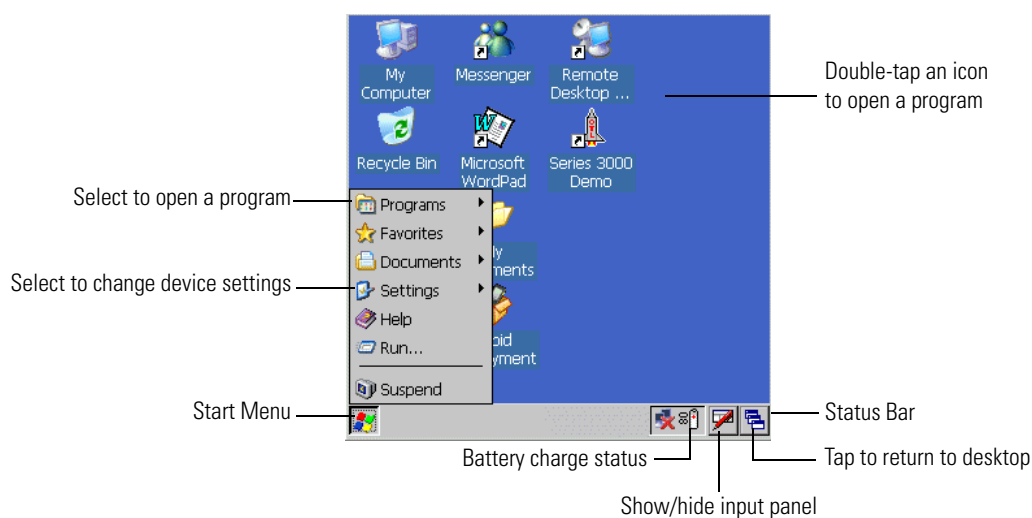 My
Computer
Messenger
Remote
Desktop ...
Recycle Bin
Microsoft
WordPad
Series 3000
Demo
Programs
Favorites
Documents
Settings
Help
Run...
Suspend
Double-tap an icon
to open a program
Select to open a program
Select to change device settings
Start Menu
Battery charge status
Show/hide input panel
Status Bar
Tap to return to desktop